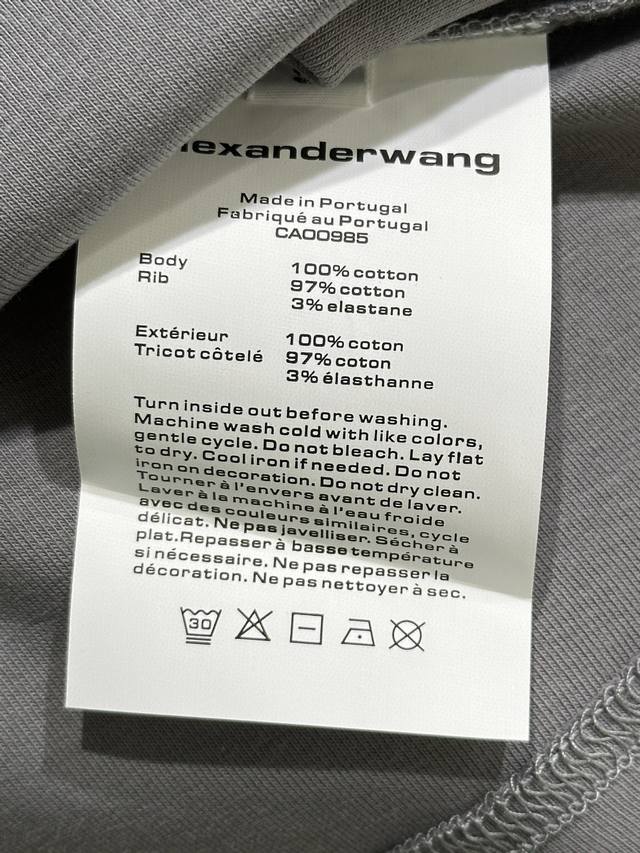 lexanderwang
Made in Portugal
Fabriqué au Portugal
CA00985
Body 100% cotton
Rib 97% cotton
3% elastane
Extérieur 100% coton
Tricot côtelé 97% coton
3% élasthanne
Turn inside out before washing.
Machine wash cold with like colors,
gentle cycle. Do not bleach. Lay flat
to dry. Cool iron if needed. Do not
iron on decoration. Do not dry clean.
Tourner à l'envers avant de laver.
Laver à la machine à l'eau froide
avec des couleurs similaires, cycle
délicat. Ne pas javelliser. Sécher à
plat.Repasser à basse température
si nécessaire. Ne pas repasser la
décoration. Ne pas nettoyer à sec.
30